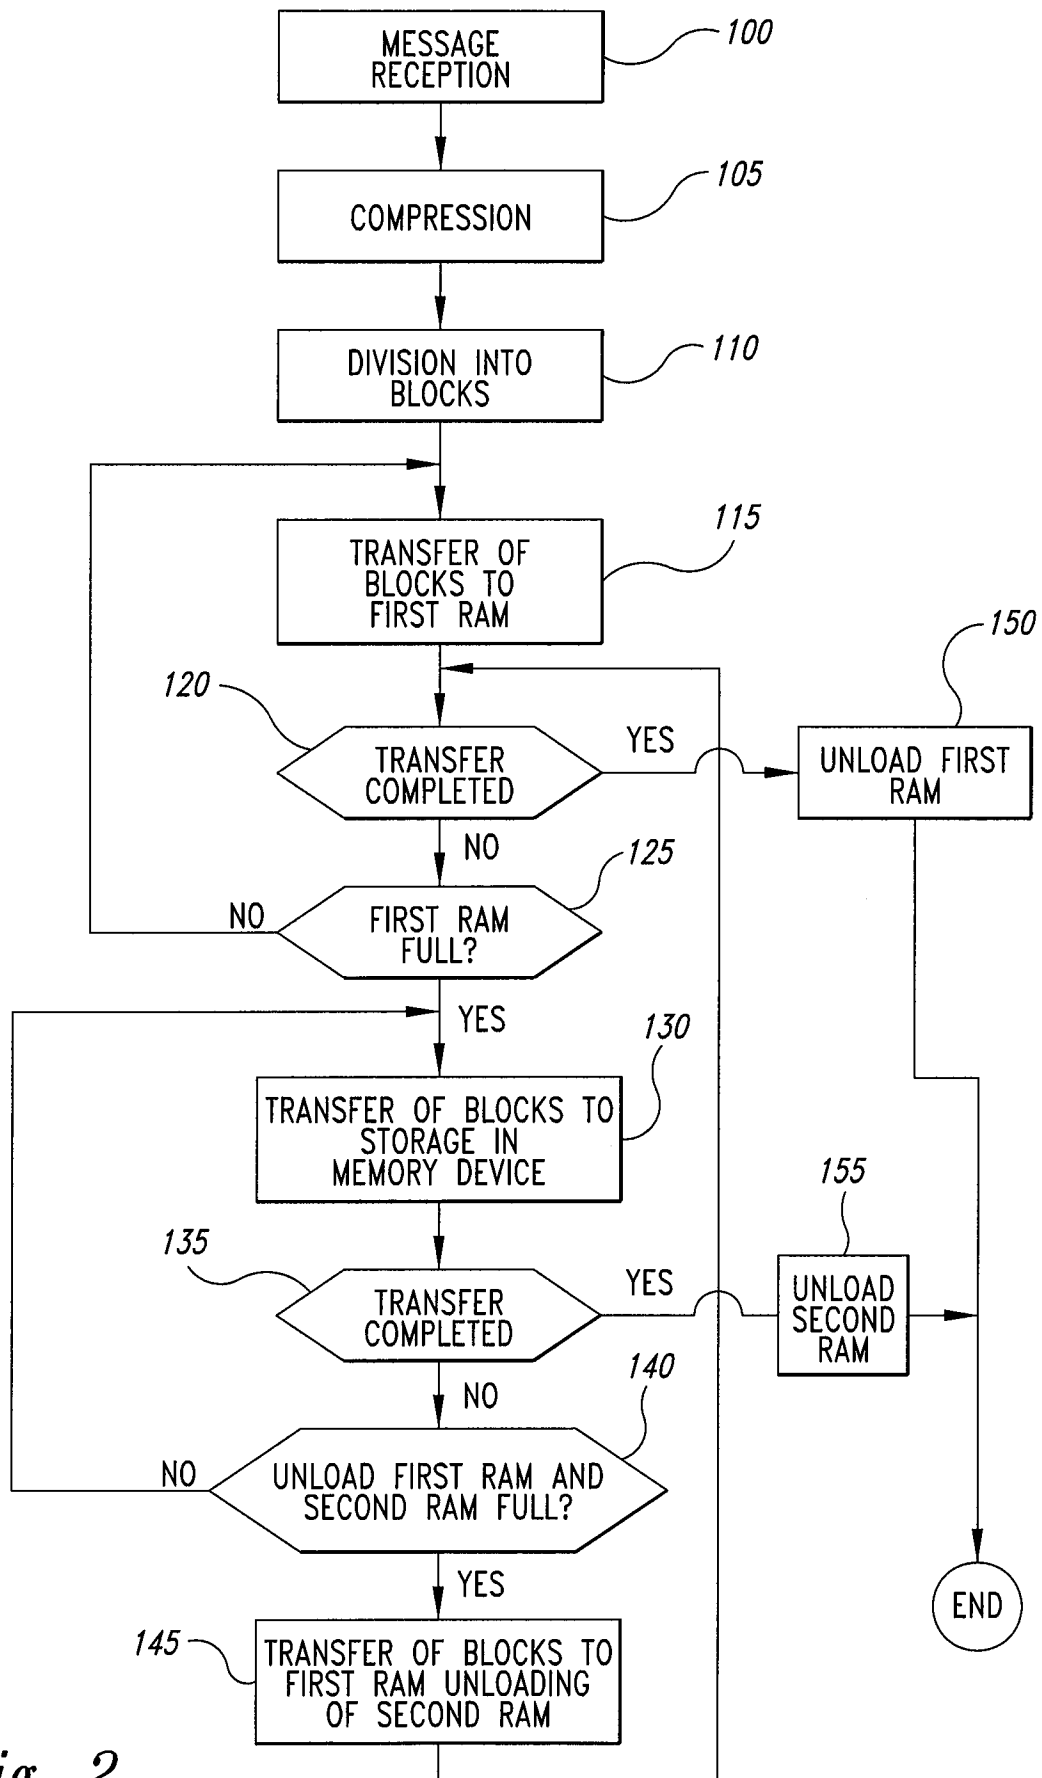 MESSAGE
RECEPTION
100
COMPRESSION
105
DIVISION INTO
BLOCKS
110
TRANSFER OF
BLOCKS TO
FIRST RAM
115
120
TRANSFER
COMPLETED
YES
UNLOAD FIRST
RAM
150
NO
125
FIRST RAM
FULL?
NO
YES
130
TRANSFER OF BLOCKS TO
STORAGE IN
MEMORY DEVICE
135
TRANSFER
COMPLETED
YES
155
UNLOAD
SECOND
RAM
NO
140
UNLOAD FIRST RAM AND
SECOND RAM FULL?
NO
YES
END
145
TRANSFER OF BLOCKS TO
FIRST RAM UNLOADING
OF SECOND RAM
ig. 2